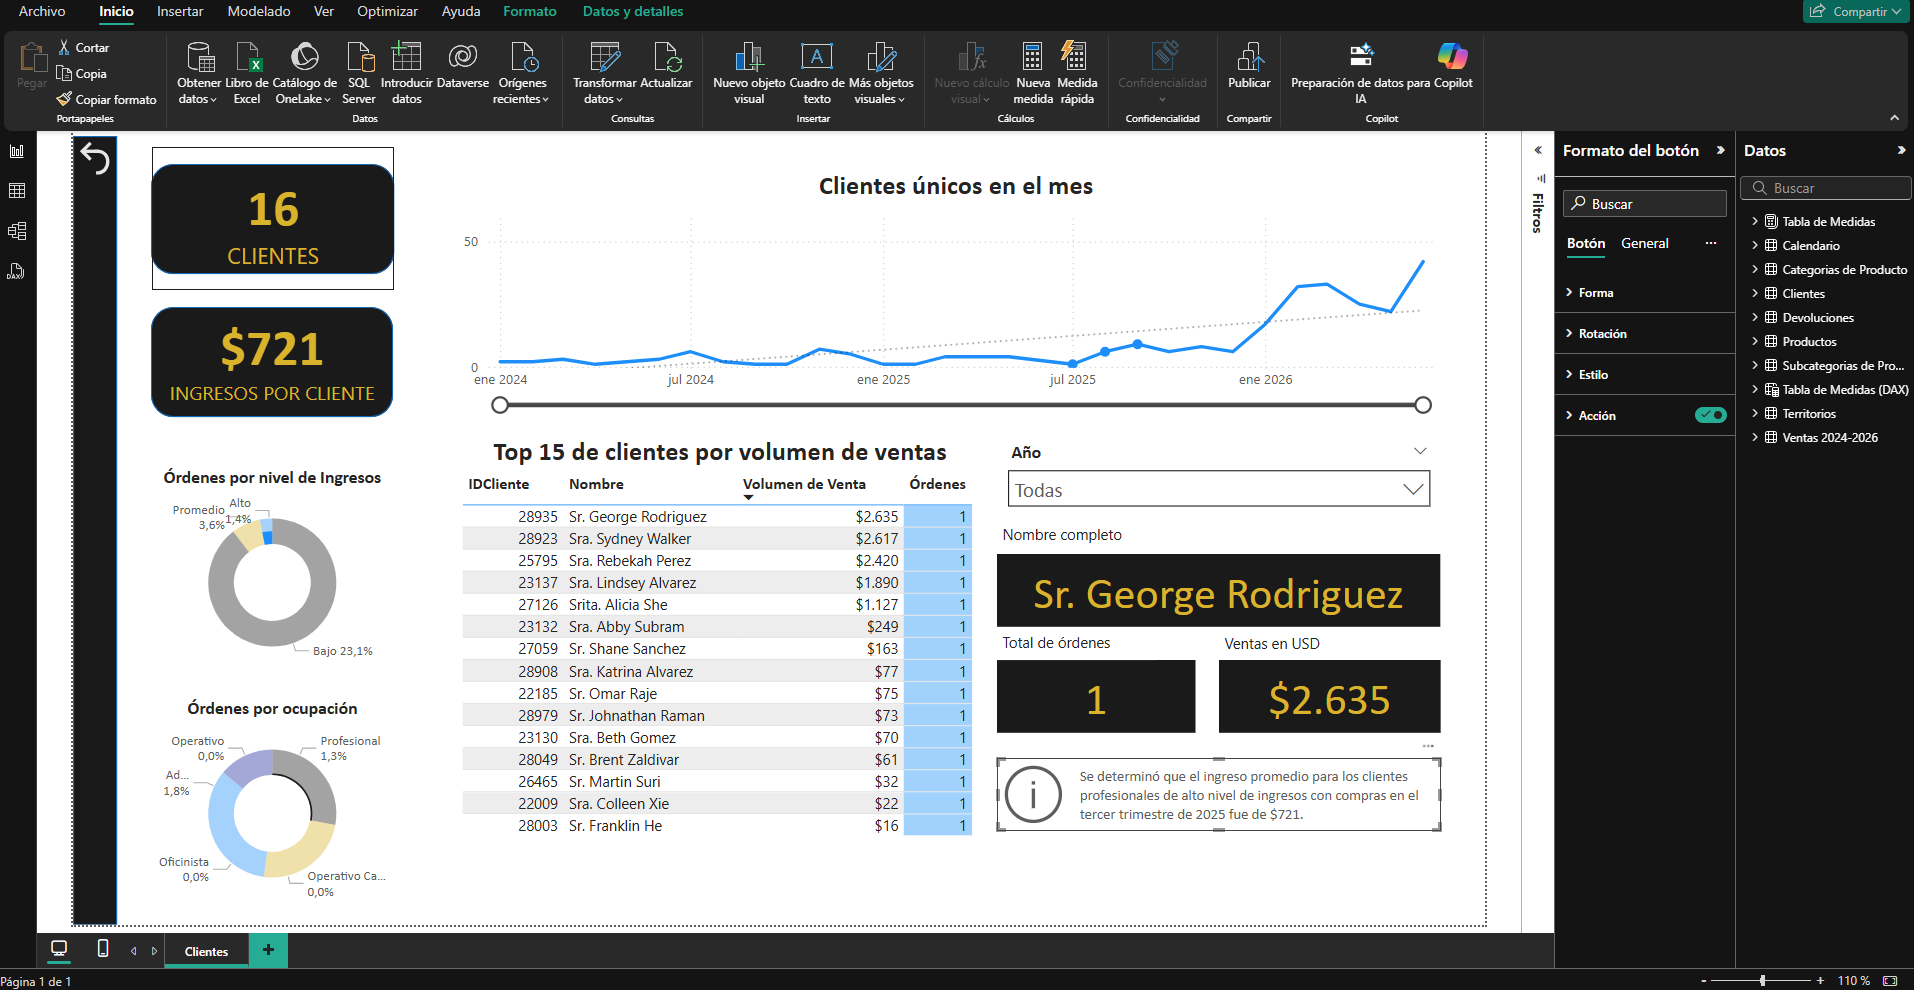 Archivo
Inicio
Insertar
Modelado
Ver
Optimizar
Ayuda
Formato
Datos y detalles
Compartir
Pegar
Cortar
Copia
Copiar formato
Portapapeles
Obtener datos
Libro de Excel
Catálogo de OneLake
SQL Server
Introducir datos
Dataverse
Orígenes recientes
Datos
Transformar datos
Actualizar
Consultas
Nuevo objeto visual
Cuadro de texto
Más objetos visuales
Insertar
Nuevo cálculo visual
Nueva medida
Medida rápida
Cálculos
Confidencialidad
Confidencialidad
Publicar
Compartir
Preparación de datos para IA
Copilot
Copilot
16
CLIENTES
$721
INGRESOS POR CLIENTE
Órdenes por nivel de Ingresos
Promedio 3,6%
Alto 1,4%
Bajo 23,1%
Órdenes por ocupación
Operativo 0,0%
Profesional 1,3%
Ad... 1,8%
Oficinista 0,0%
Operativo Ca... 0,0%
Clientes únicos en el mes
50
0
ene 2024
jul 2024
ene 2025
jul 2025
ene 2026
Top 15 de clientes por volumen de ventas
IDCliente Nombre Volumen de Venta Órdenes
28935 Sr. George Rodriguez $2.635 1
28923 Sra. Sydney Walker $2.617 1
25795 Sra. Rebekah Perez $2.420 1
23137 Sra. Lindsey Alvarez $1.890 1
27126 Srita. Alicia She $1.127 1
23132 Sra. Abby Subram $249 1
27059 Sr. Shane Sanchez $163 1
28908 Sra. Katrina Alvarez $77 1
22185 Sr. Omar Raje $75 1
28979 Sr. Johnathan Raman $73 1
23130 Sra. Beth Gomez $70 1
28049 Sr. Brent Zaldivar $61 1
26465 Sr. Martin Suri $32 1
22009 Sra. Colleen Xie $22 1
28003 Sr. Franklin He $16 1
Año
Todas
Nombre completo
Sr. George Rodriguez
Total de órdenes
1
Ventas en USD
$2.635
Se determinó que el ingreso promedio para los clientes
profesionales de alto nivel de ingresos con compras en el
tercer trimestre de 2025 fue de $721.
Filtros
Formato del botón
Buscar
Botón
General
Forma
Rotación
Estilo
Acción
Datos
Buscar
Tabla de Medidas
Calendario
Categorias de Producto
Clientes
Devoluciones
Productos
Subcategorias de Pro...
Tabla de Medidas (DAX)
Territorios
Ventas 2024-2026
Clientes
Página 1 de 1
110 %